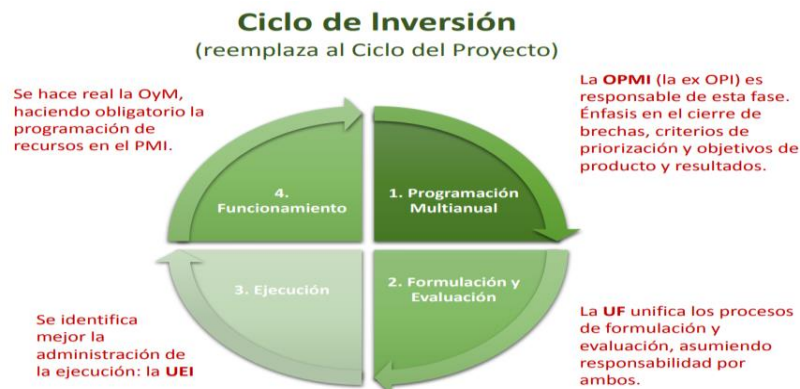 Ciclo de Inversión
(reemplaza al Ciclo del Proyecto)
Se hace real la OyM,
haciendo obligatorio la
programación de
recursos en el PMI.
La OPMI (la ex OPI) es
responsable de esta fase.
Énfasis en el cierre de
brechas, criterios de
priorización y objetivos de
producto y resultados.
4.
Funcionamiento
1. Programación
Multianual
3. Ejecución
2. Formulación y
Evaluación
Se identifica
mejor la
administración de
la ejecución: la UEI
La UF unifica los procesos
de formulación y
evaluación, asumiendo
responsabilidad por
ambos.